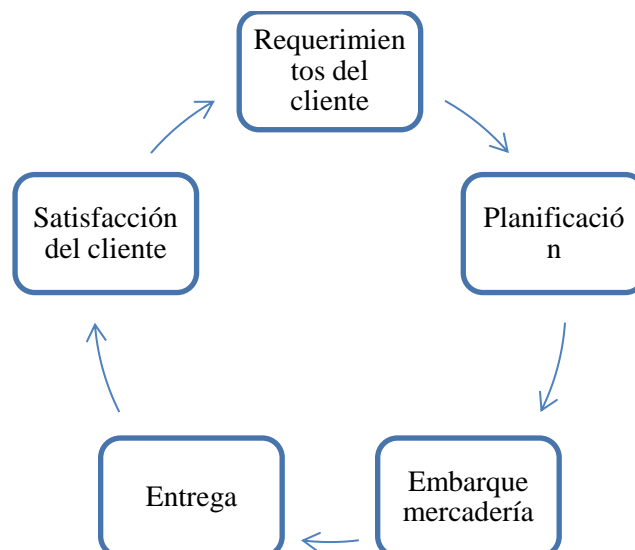 Requerimien
tos del
cliente
Planificació
n
Embarque
mercadería
Entrega
Satisfacción
del cliente